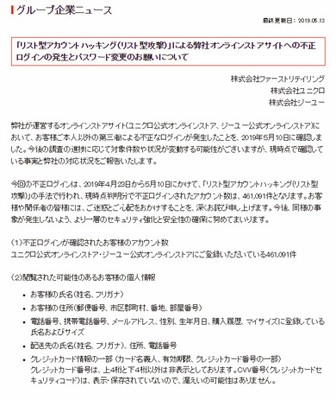 グループ企業ニュース
最終更新日: 2019.05.13
「リスト型アカウントハッキング(リスト型攻撃)」による弊社オンラインストアサイトへの不正
ログインの発生とパスワード変更のお願いについて
株式会社ファーストリテイリング
株式会社ユニクロ
株式会社ジーユー
弊社が運営するオンラインストアサイト(ユニクロ公式オンラインストア、ジーユー公式オンラインストア)に
おいて、お客様ご本人以外の第三者による不正なログインが発生したことを、2019年5月10日に確認しまし
た。今後の調査の進捗に応じて対象件数や状況が変動する可能性がございますが、現時点で確認して
いる事実と弊社の対応状況をご報告いたします。
今回の不正ログインは、2019年4月23日から5月10日にかけて、「リスト型アカウントハッキング(リスト型攻
撃)」の手法で行われ、現時点判明分で不正ログインされたアカウント数は、461,091件となります。お客様
や関係者の皆様には、ご迷惑とご心配をおかけすることを、深くお詫び申し上げます。今後、同様の事
象が発生しないよう、より一層のセキュリティ強化と安全性の確保に努めてまいります。
(1)不正ログインが確認されたお客様のアカウント数
ユニクロ公式オンラインストア・ジーユー公式オンラインストアにご登録いただいている461,091件
(2)閲覧された可能性のあるお客様の個人情報
• お客様の氏名(姓名、フリガナ)
• お客様の住所(郵便番号、市区郡町村、番地、部屋番号)
• 電話番号、携帯電話番号、メールアドレス、性別、生年月日、購入履歴、マイサイズに登録している
氏名およびサイズ
• 配送先の氏名(姓名、フリガナ)、住所、電話番号
• クレジットカード情報の一部 (カード名義人、有効期限、クレジットカード番号の一部)
クレジットカード番号は、上4桁と下4桁以外は非表示としております。CVV番号(クレジットカードセ
キュリティコード)は、表示・保存されていないので、漏えいの可能性はありません。